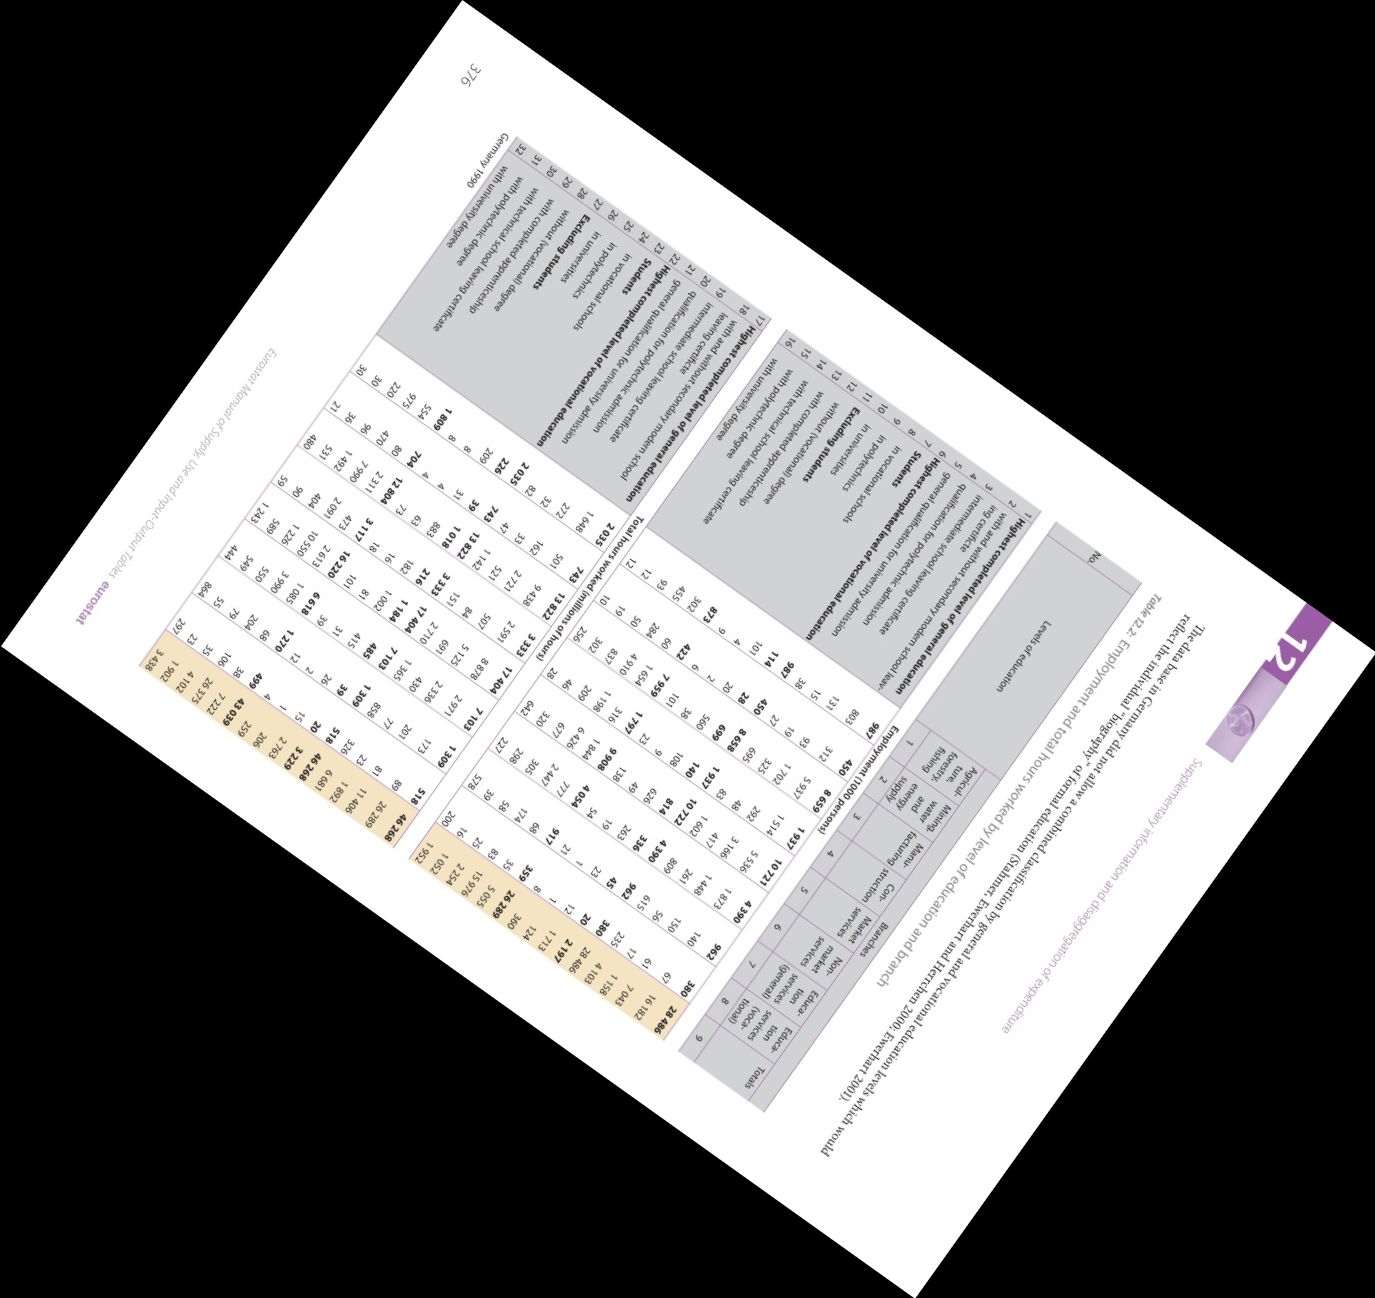 12
Supplementary information and disaggregation of expenditure
The data base in Germany did not allow a combined classification by general and vocational education levels which would
reflect the individual "biography" of formal education (Stahmer, Ewerhart and Herrchen 2000, Ewerhart 2001).
Table 12.2: Employment and total hours worked by level of education and branch
No. Levels of education Branches Totals
Agricul-ture, forestry, fishing Mining, water and energy supply Manu-facturing Con-struction Market services Non-market services Educa-tion services (general) Educa-tion services (voca-tional)
1 2 3 4 5 6 7 8 9
Employment (1000 persons)
1 Highest completed level of general education 987 450 8 659 1 937 10 721 4 390 962 380 28 486
2 with and without secondary modern school leav-
ing certificte 803 312 5 937 1 514 5 536 1 873 140 67 16 182
3 intermediate school leaving certificate 131 93 1 702 292 3 166 1 448 150 61 7 043
4 qualification for polytechnic admission 15 19 325 48 417 261 56 17 1 158
5 general qualification for university admission 38 27 695 83 1 602 809 615 235 4 103
6 Highest completed level of vocational education 987 450 8 658 1 937 10 722 4 390 962 380 28 486
7 Students 114 28 699 140 814 336 45 20 2 197
8 in vocational schools 101 20 560 108 626 263 23 12 1 713
9 in polytechnics 4 2 38 9 49 19 1 1 124
10 in universities 9 6 101 23 138 54 21 8 360
11 Excluding students 873 422 7 959 1 797 9 908 4 054 917 359 26 289
12 without (vocational) degree 302 60 1 654 316 1 844 777 68 35 5 055
13 with completed apprenticeship 455 284 4 910 1 198 6 426 2 447 174 83 15 976
14 with technical school leaving certificate 93 50 837 209 677 305 58 25 2 254
15 with polytechnic degree 12 19 302 46 320 298 39 16 1 052
16 with university degree 12 10 256 28 642 227 578 200 1 952
Total hours worked (millions of hours)
17 Highest completed level of general education 2 035 743 13 822 3 333 17 404 7 103 1 309 518 46 268
18 with and without secondary modern school
leaving certificte 1 648 501 9 438 2 591 8 878 2 971 173 89 26 289
19 intermediate school leaving certificate 272 162 2 721 507 5 125 2 336 201 81 11 406
20 qualification for polytechnic admission 32 33 521 84 691 430 77 23 1 892
21 general qualification for university admission 82 47 1 142 151 2 710 1 365 858 326 6 681
22 Highest completed level of vocational education 2 035 743 13 822 3 333 17 404 7 103 1 309 518 46 268
23 Students 226 39 1 018 216 1 184 485 39 20 3 229
24 in vocational schools 209 31 883 182 1 002 415 26 15 2 763
25 in polytechnics 8 4 63 16 81 31 2 1 206
26 in universities 8 4 73 18 101 39 12 4 259
27 Excluding students 1 809 704 12 804 3 117 16 220 6 618 1 270 499 43 039
28 without (vocational) degree 554 80 2 311 473 2 613 1 085 68 38 7 222
29 with completed apprenticeship 975 470 7 990 2 091 10 550 3 990 204 106 26 375
30 with technical school leaving certificate 220 96 1 492 404 1 226 550 79 35 4 102
31 with polytechnic degree 30 36 531 90 589 549 55 23 1 902
32 with university degree 30 21 480 59 1 243 444 864 297 3 438
Germany 1990
376
Eurostat Manual of Supply, Use and Input-Output Tables eurostat